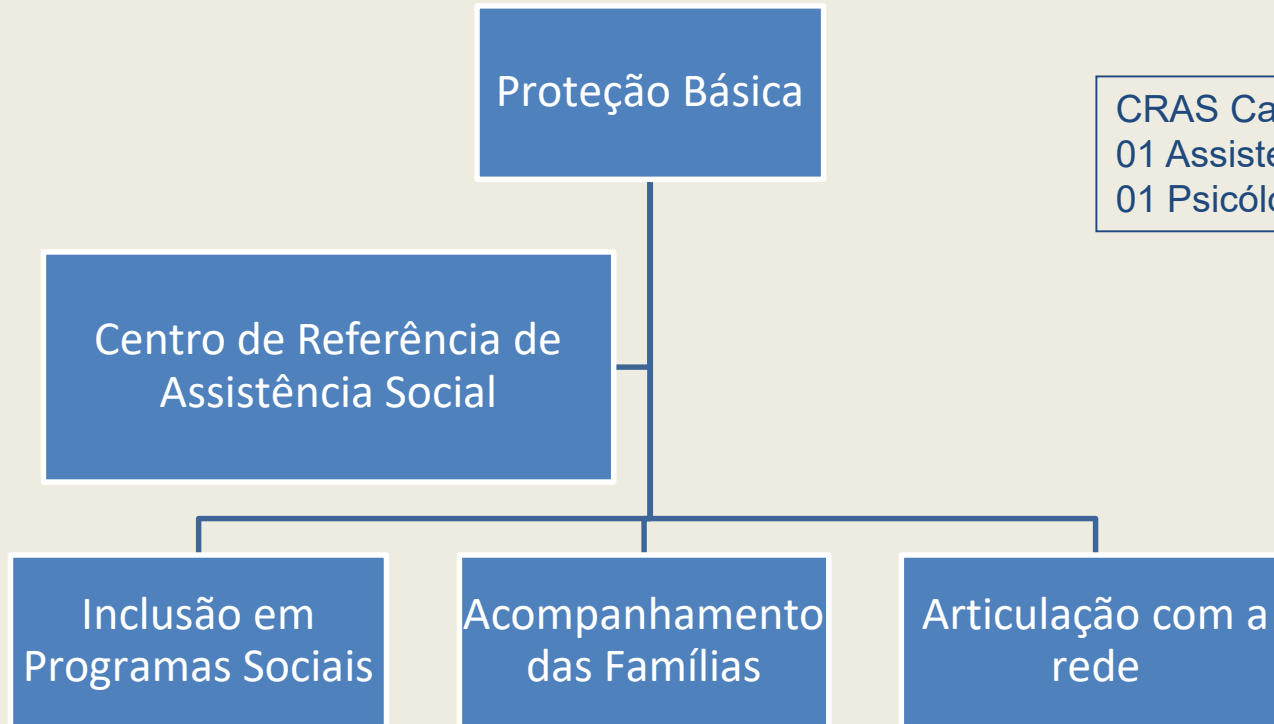 Proteção Básica
CRAS
01
01
Centro de Referência de
Assistência Social
Inclusão em
Programas Sociais
Acompanhamento
das Famílias
Articulação com a
rede